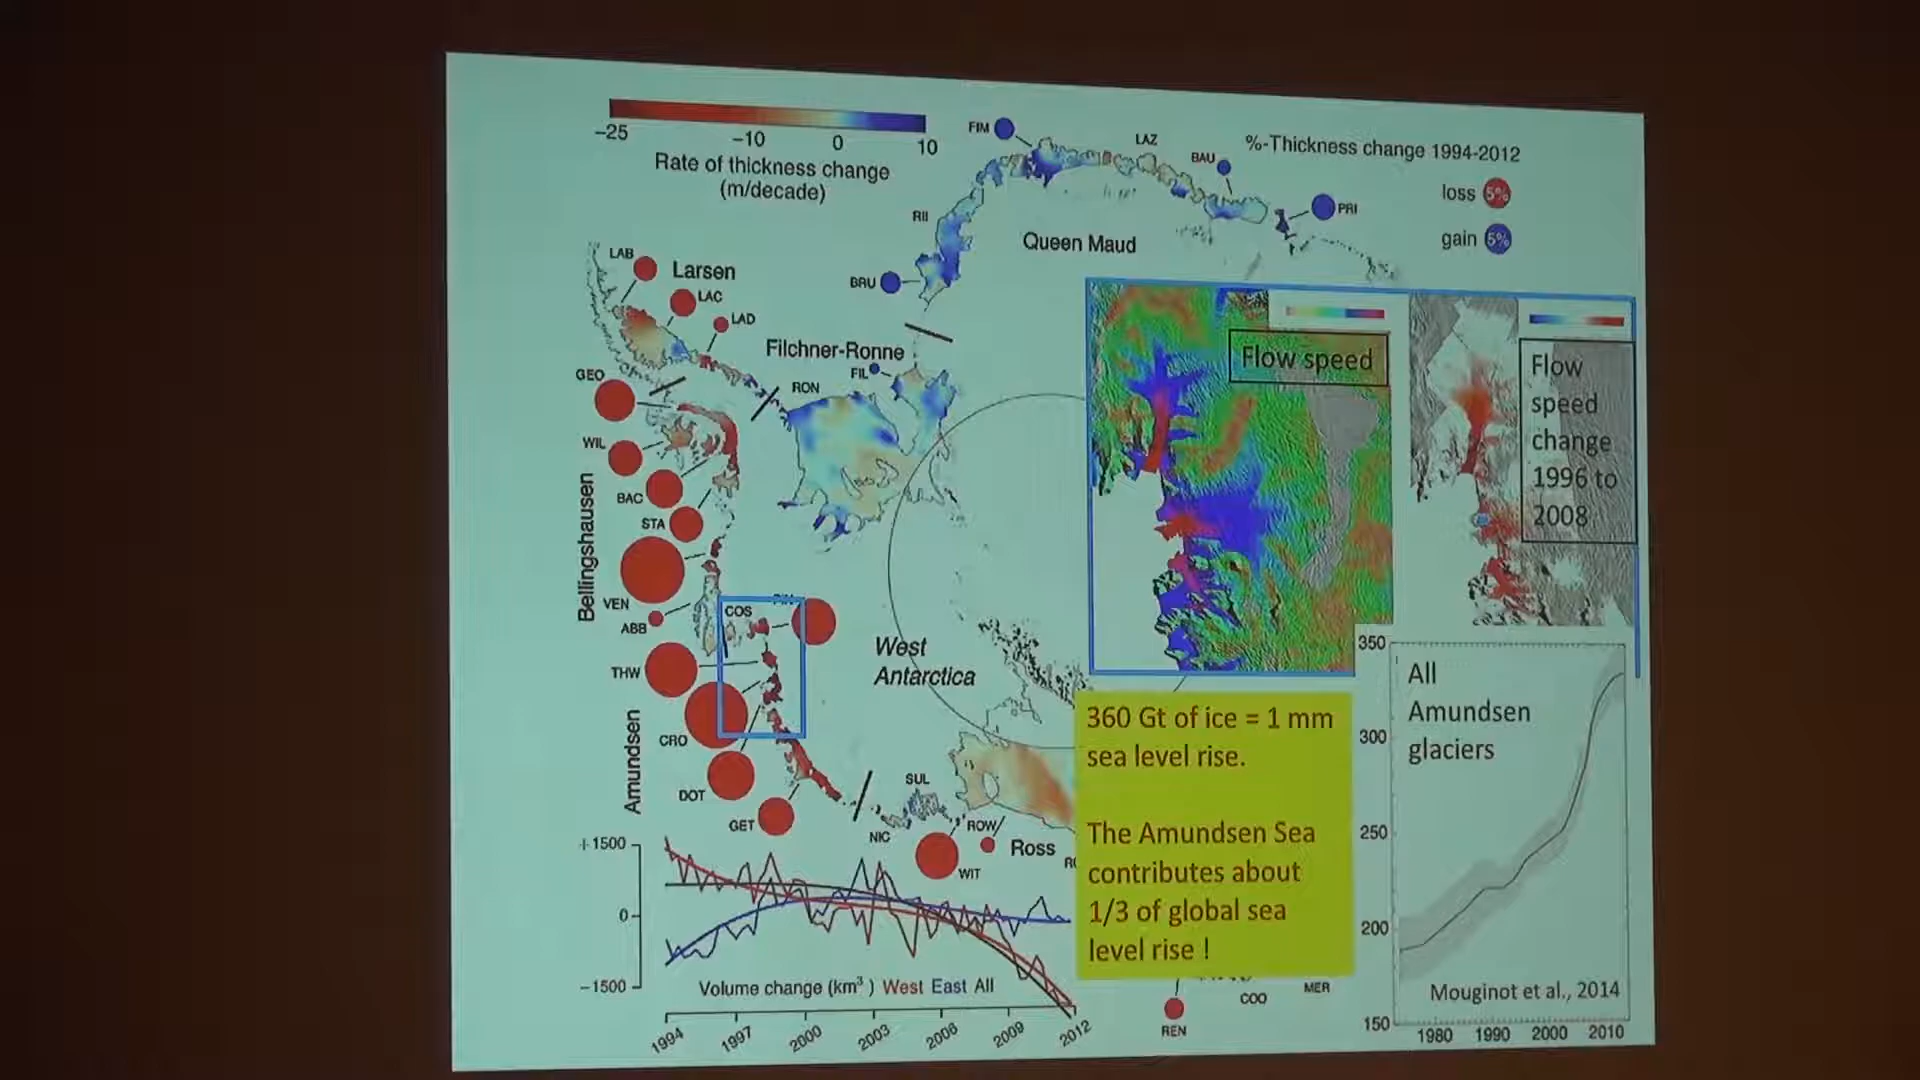 −25
−10
0
10
Rate of thickness change
(m/decade)
FIM
LAZ
BAU
%-Thickness change 1994-2012
loss 5%
gain 5%
PRI
RII
Queen Maud
BRU
LAB
Larsen
LAC
LAD
Filchner-Ronne
FIL
RON
GEO
WIL
BAC
STA
VEN
ABB
Bellingshausen
COS
THW
CRO
DOT
GET
Amundsen
West
Antarctica
SUL
NIC
ROW
Ross
WIT
Flow speed
Flow
speed
change
1996 to
2008
360 Gt of ice = 1 mm
sea level rise.
The Amundsen Sea
contributes about
1/3 of global sea
level rise !
REN
COO
MER
+1500
0
−1500
Volume change (km³ ) West East All
1994
1997
2000
2003
2006
2009
2012
350
300
250
200
150
All
Amundsen
glaciers
Mouginot et al., 2014
1980
1990
2000
2010